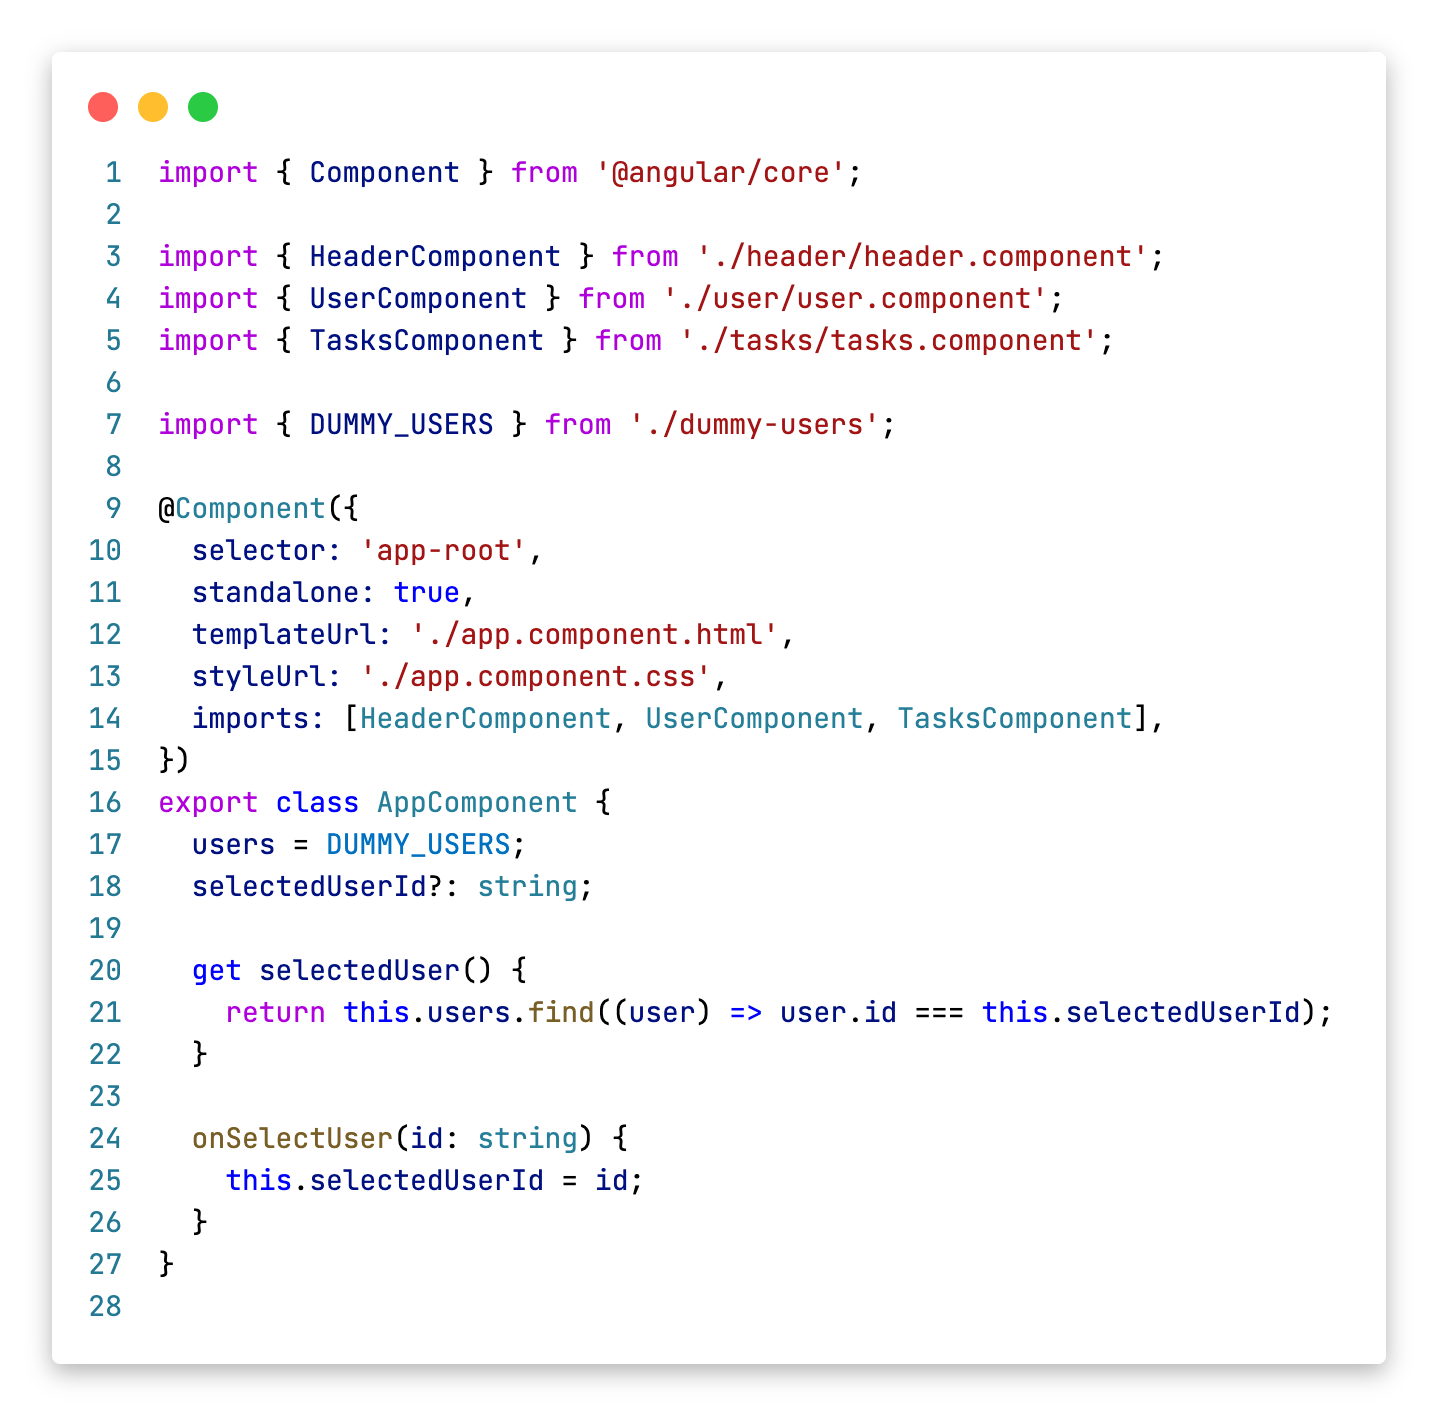 1 import { Component } from '@angular/core';
2
3 import { HeaderComponent } from './header/header.component';
4 import { UserComponent } from './user/user.component';
5 import { TasksComponent } from './tasks/tasks.component';
6
7 import { DUMMY_USERS } from './dummy-users';
8
9 @Component({
10   selector: 'app-root',
11   standalone: true,
12   templateUrl: './app.component.html',
13   styleUrl: './app.component.css',
14   imports: [HeaderComponent, UserComponent, TasksComponent],
15 })
16 export class AppComponent {
17   users = DUMMY_USERS;
18   selectedUserId?: string;
19
20   get selectedUser() {
21     return this.users.find((user) => user.id === this.selectedUserId);
22   }
23
24   onSelectUser(id: string) {
25     this.selectedUserId = id;
26   }
27 }
28